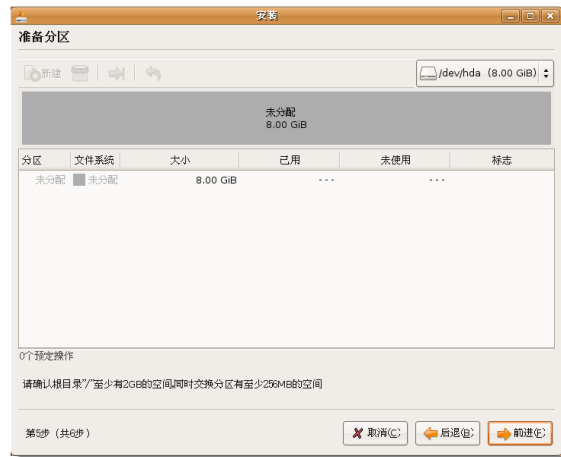 安装
准备分区
新建
/dev/hda (8.00 GiB)
未分配
8.00 GiB
分区 文件系统 大小 已用 未使用 标志
未分配 未分配 8.00 GiB --- ---
0个预定操作
请确认根目录"/"至少有2GB的空间,同时交换分区有至少256MB的空间
第5步 (共6步) 取消(C) 后退(B) 前进(F)